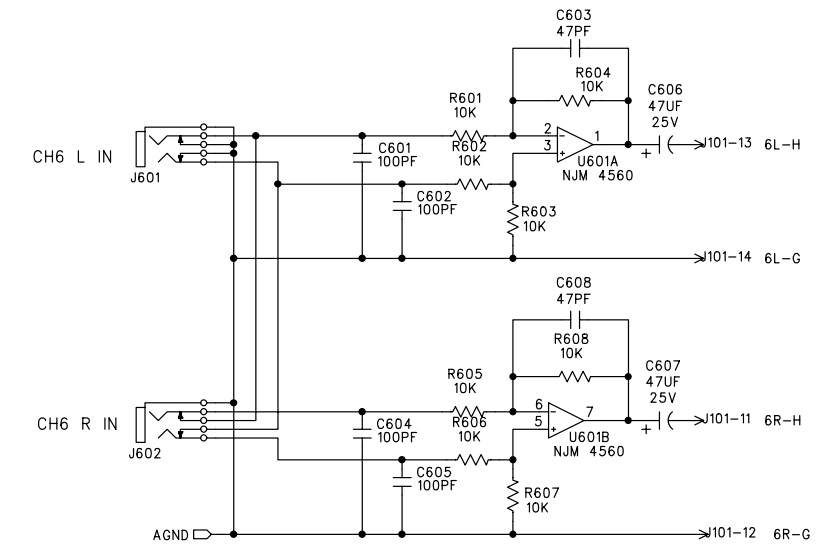 C603
47PF
R604
10K
R601
10K
C606
47UF
25V
2
1
3
R602
10K
U601A
NJM 4560
+
J101-13 6L-H
CH6 L IN
J601
C601
100PF
C602
100PF
R603
10K
J101-14 6L-G
C608
47PF
R608
10K
R605
10K
C607
47UF
25V
6
7
5
R606
10K
U601B
NJM 4560
+
J101-11 6R-H
CH6 R IN
J602
C604
100PF
C605
100PF
R607
10K
AGND
J101-12 6R-G